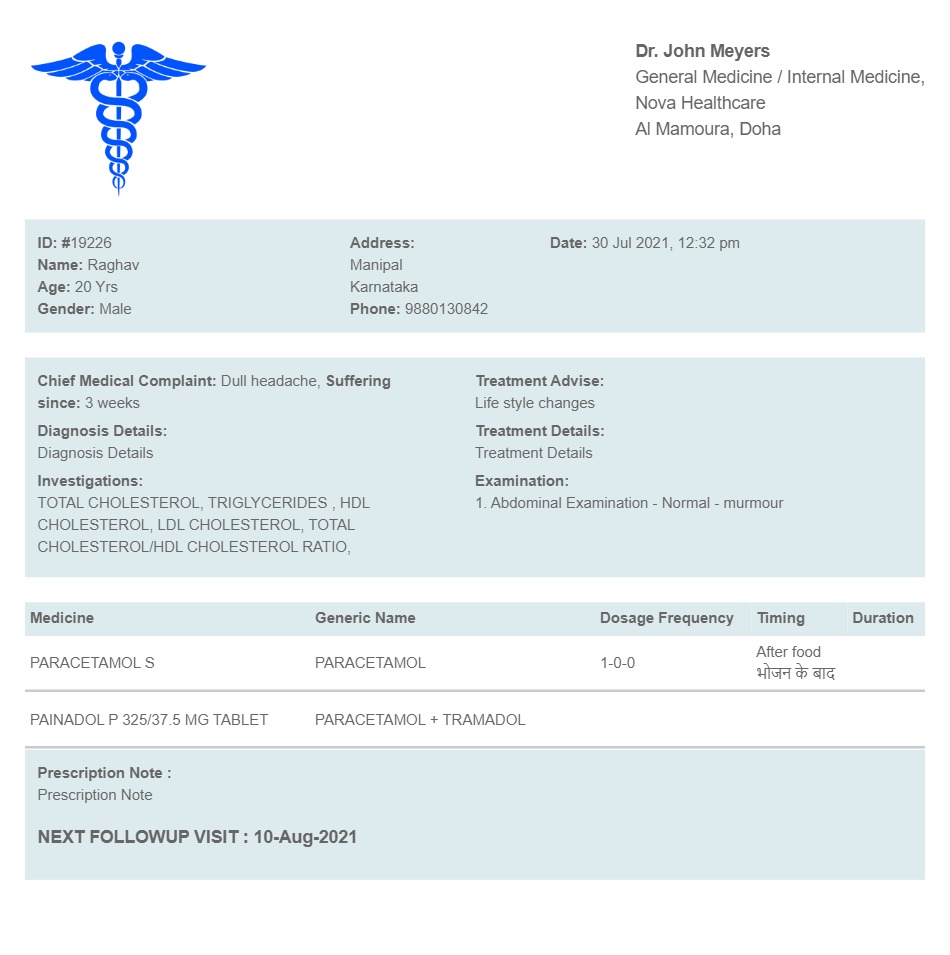 Dr. John Meyers
General Medicine / Internal Medicine,
Nova Healthcare
Al Mamoura, Doha
ID: #19226
Name: Raghav
Age: 20 Yrs
Gender: Male
Address:
Manipal
Karnataka
Phone: 9880130842
Date: 30 Jul 2021, 12:32 pm
Chief Medical Complaint: Dull headache, Suffering
since: 3 weeks
Diagnosis Details:
Diagnosis Details
Investigations:
TOTAL CHOLESTEROL, TRIGLYCERIDES , HDL
CHOLESTEROL, LDL CHOLESTEROL, TOTAL
CHOLESTEROL/HDL CHOLESTEROL RATIO,
Treatment Advise:
Life style changes
Treatment Details:
Treatment Details
Examination:
1. Abdominal Examination - Normal - murmour
Medicine Generic Name Dosage Frequency Timing Duration
PARACETAMOL S PARACETAMOL 1-0-0 After food
भोजन के बाद
PAINADOL P 325/37.5 MG TABLET PARACETAMOL + TRAMADOL
Prescription Note :
Prescription Note
NEXT FOLLOWUP VISIT : 10-Aug-2021